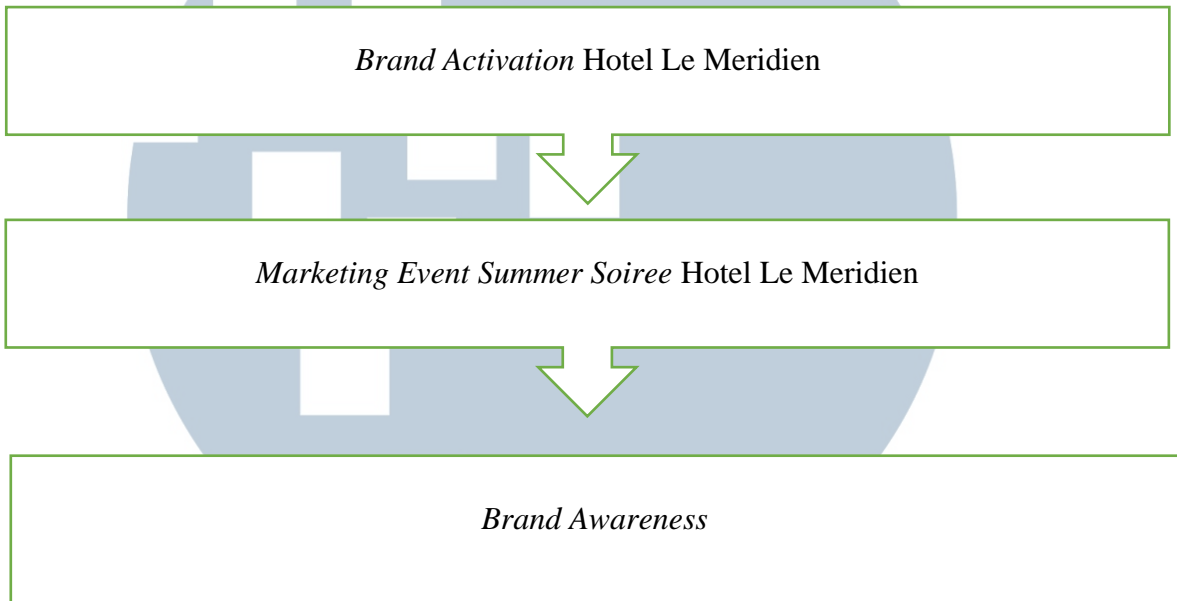 Brand Activation Hotel Le Meridien
Marketing Event Summer Soiree Hotel Le Meridien
Brand Awareness